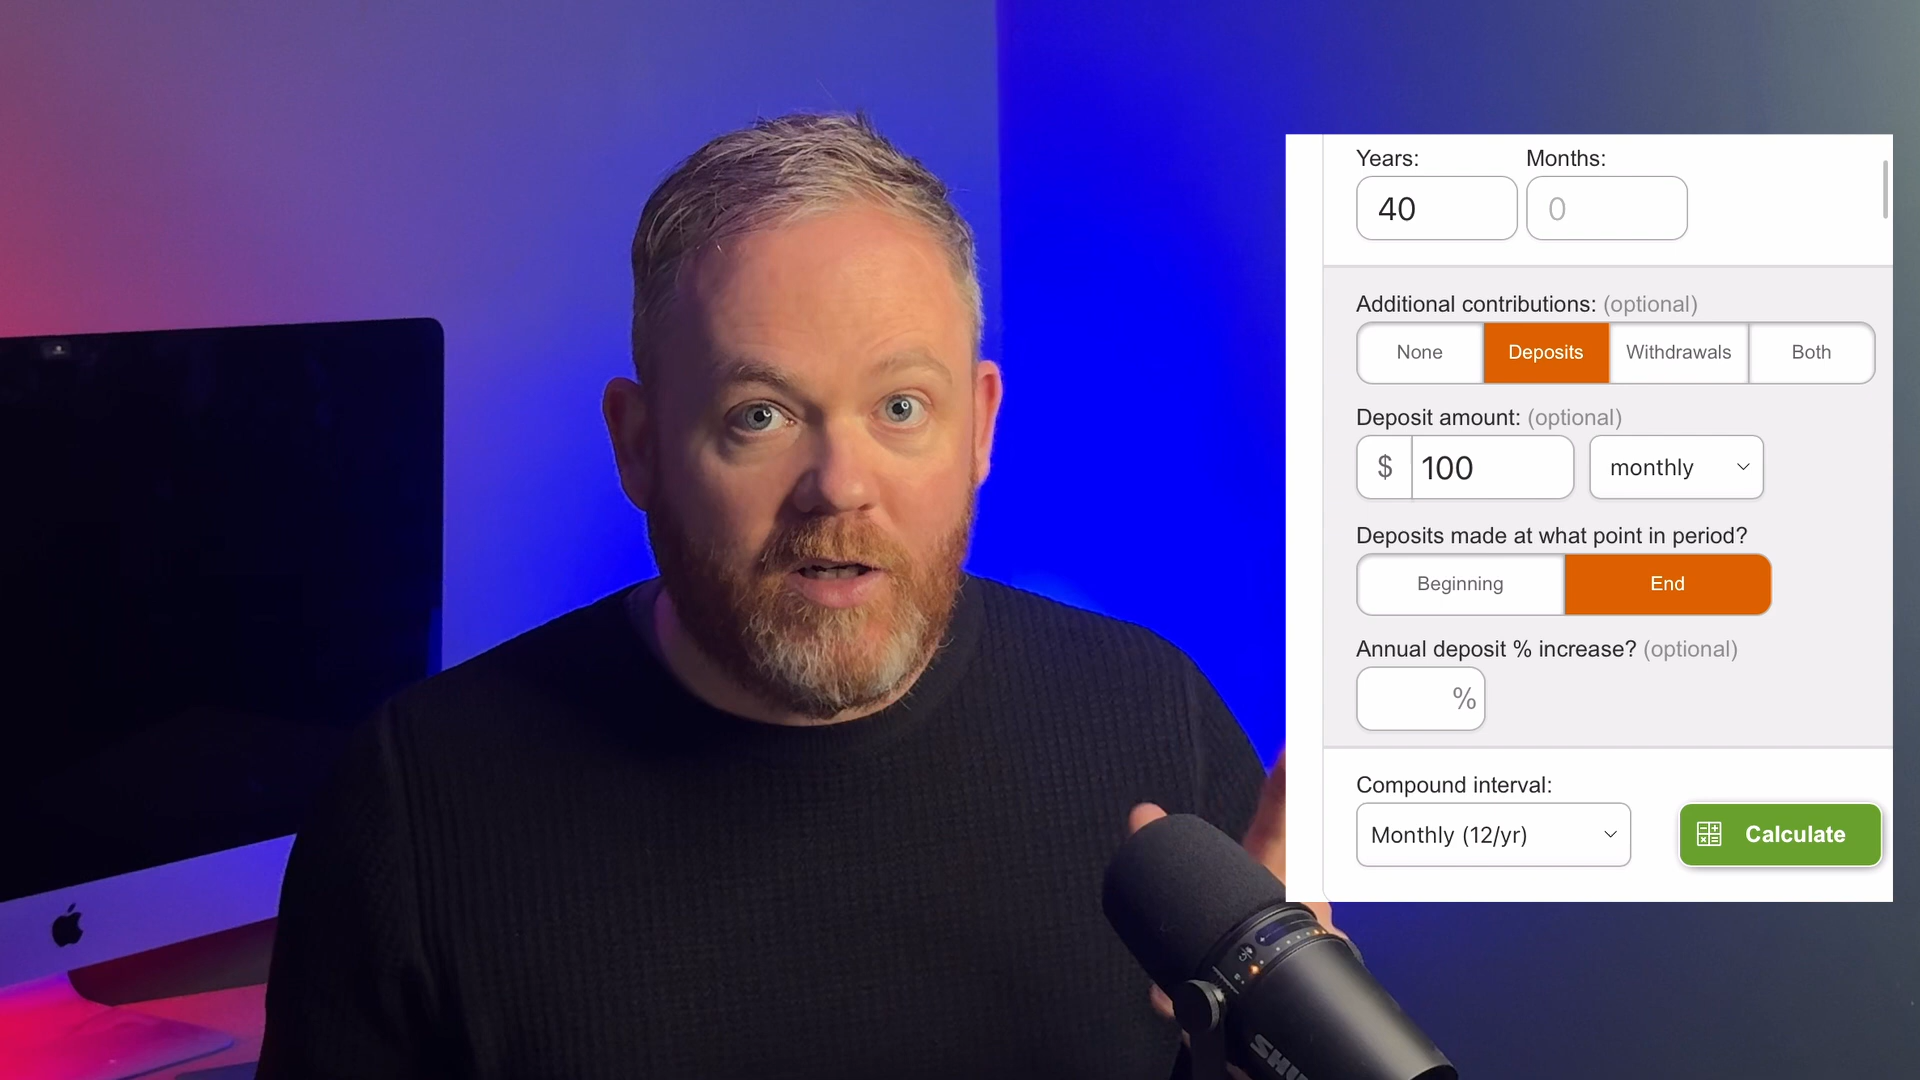 Years: Months:
40 0
Additional contributions: (optional)
None Deposits Withdrawals Both
Deposit amount: (optional)
$ 100 monthly
Deposits made at what point in period?
Beginning End
Annual deposit % increase? (optional)
%
Compound interval:
Monthly (12/yr) Calculate